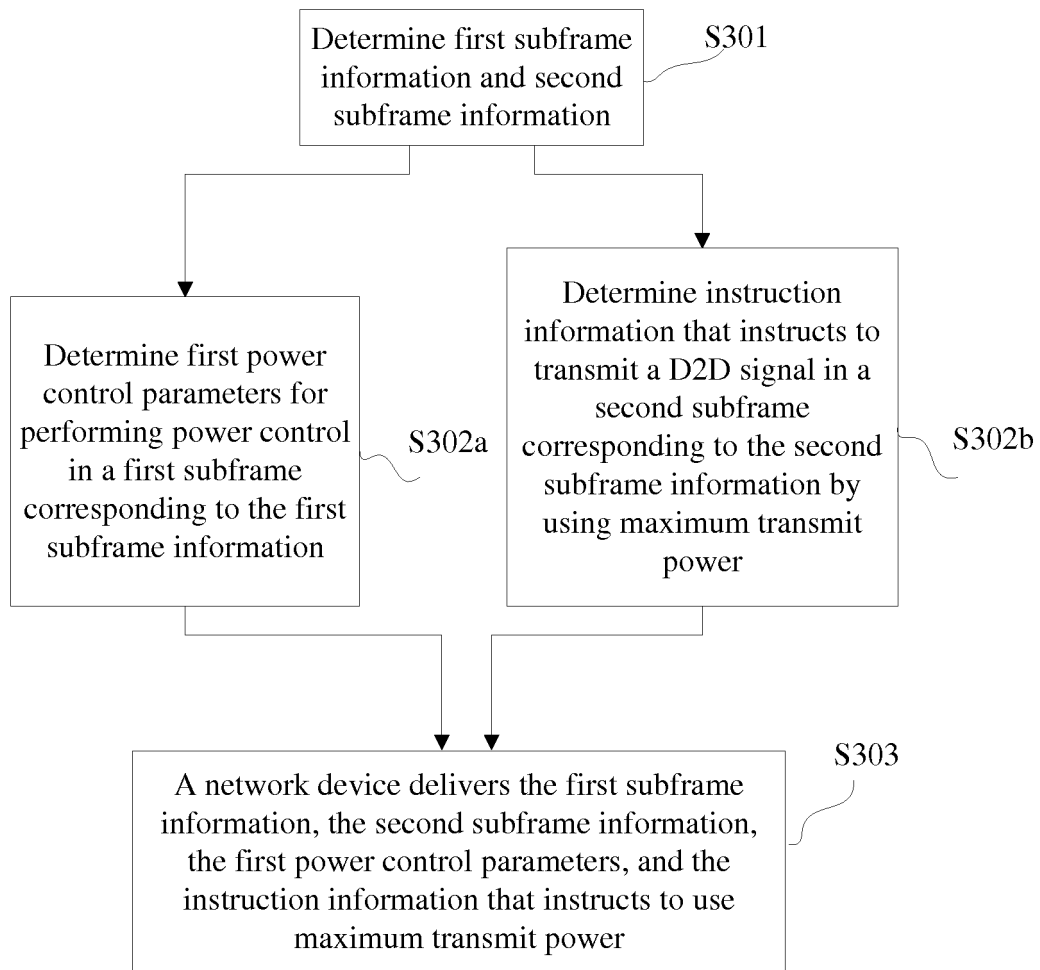 Determine first subframe
information and second
subframe information
S301
Determine first power
control parameters for
performing power control
in a first subframe
corresponding to the first
subframe information
S302a
Determine instruction
information that instructs to
transmit a D2D signal in a
second subframe
corresponding to the second
subframe information by
using maximum transmit
power
S302b
A network device delivers the first subframe
information, the second subframe information,
the first power control parameters, and the
instruction information that instructs to use
maximum transmit power
S303